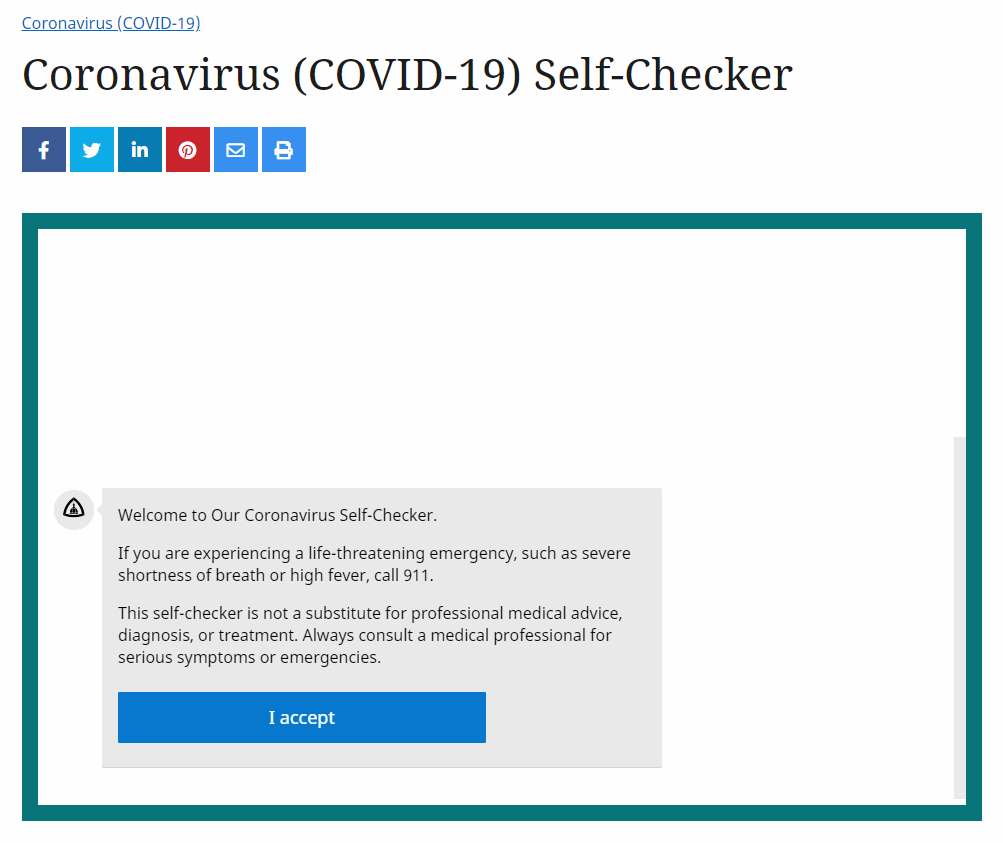 Coronavirus (COVID-19)
Coronavirus (COVID-19) Self-Checker
Welcome to Our Coronavirus Self-Checker.
If you are experiencing a life-threatening emergency, such as severe
shortness of breath or high fever, call 911.
This self-checker is not a substitute for professional medical advice,
diagnosis, or treatment. Always consult a medical professional for
serious symptoms or emergencies.
I accept